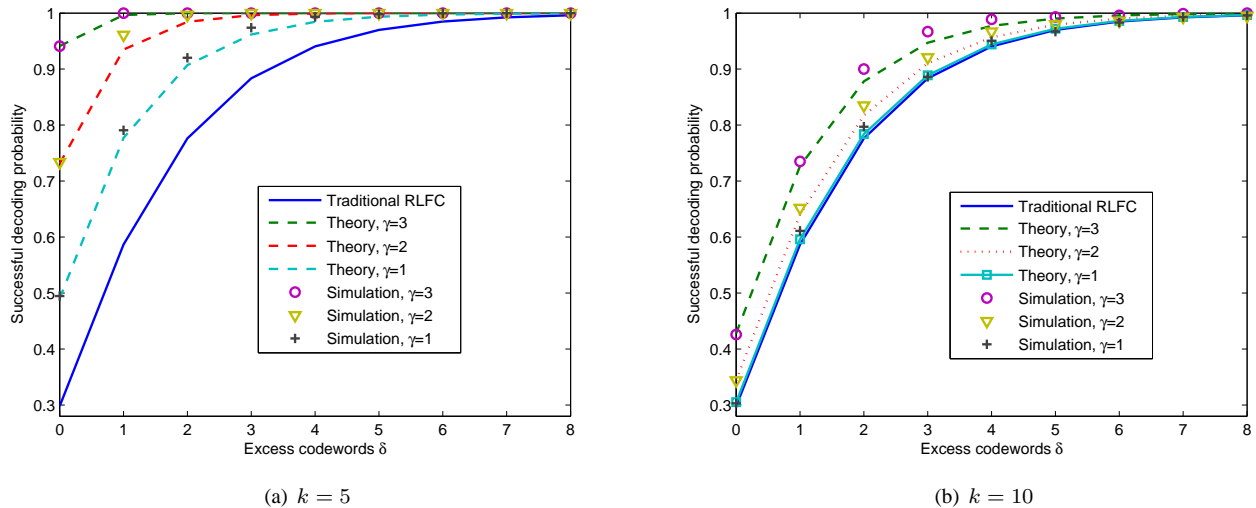 1
0.9
0.8
0.7
0.6
0.5
0.4
0.3
Successful decoding probability
0 1 2 3 4 5 6 7 8
Excess codewords δ
Traditional RLFC
Theory, γ=3
Theory, γ=2
Theory, γ=1
Simulation, γ=3
Simulation, γ=2
Simulation, γ=1
(a) k = 5
1
0.9
0.8
0.7
0.6
0.5
0.4
0.3
Successful decoding probability
0 1 2 3 4 5 6 7 8
Excess codewords δ
Traditional RLFC
Theory, γ=3
Theory, γ=2
Theory, γ=1
Simulation, γ=3
Simulation, γ=2
Simulation, γ=1
(b) k = 10